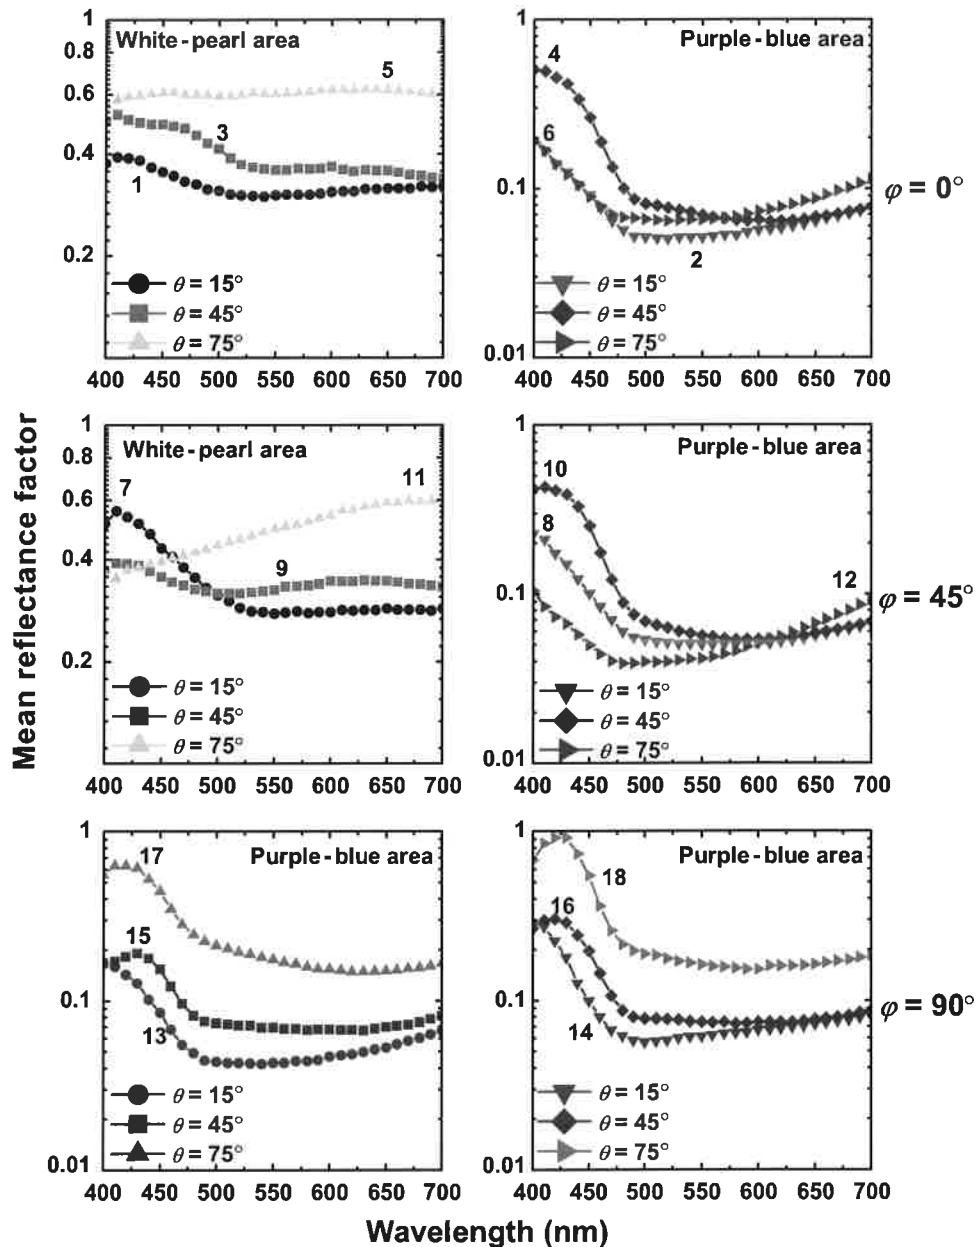 Mean reflectance factor
White-pearl area
1
0.8
0.6
0.4
0.2
5
3
1
θ = 15°
θ = 45°
θ = 75°
400 450 500 550 600 650 700
Purple-blue area
1
0.1
0.01
4
6
2
θ = 15°
θ = 45°
θ = 75°
400 450 500 550 600 650 700
φ = 0°
White-pearl area
1
0.8
0.6
0.4
0.2
7
11
9
θ = 15°
θ = 45°
θ = 75°
400 450 500 550 600 650 700
Purple-blue area
1
0.1
0.01
10
8
12
θ = 15°
θ = 45°
θ = 75°
400 450 500 550 600 650 700
φ = 45°
Purple-blue area
1
0.1
0.01
17
15
13
θ = 15°
θ = 45°
θ = 75°
400 450 500 550 600 650 700
Purple-blue area
1
0.1
0.01
18
16
14
θ = 15°
θ = 45°
θ = 75°
400 450 500 550 600 650 700
φ = 90°
Wavelength (nm)